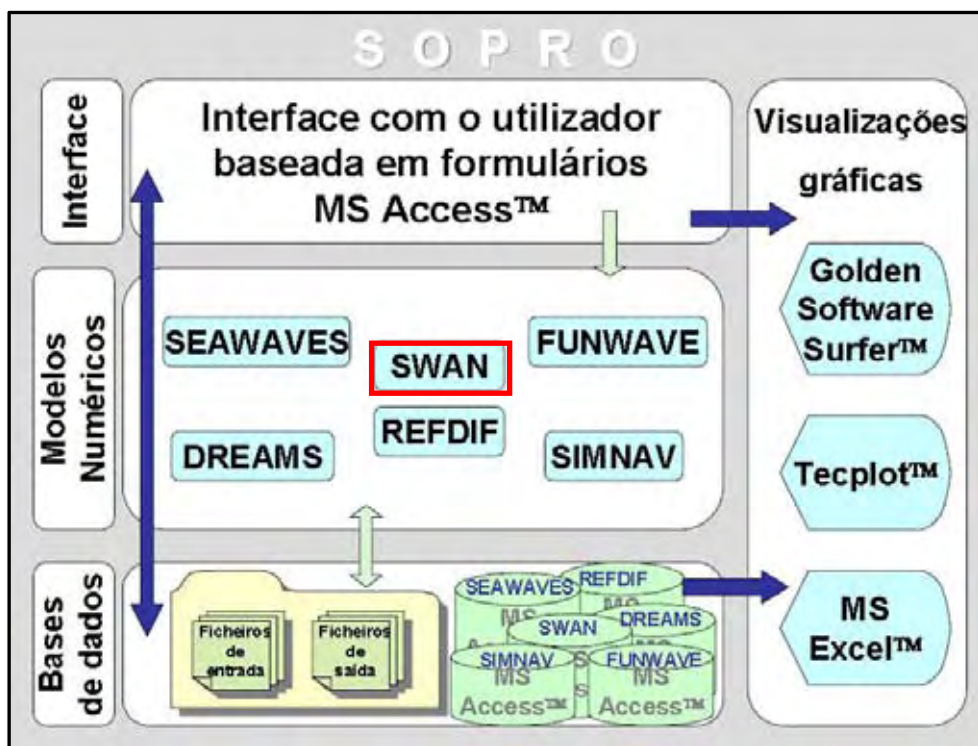 S O P R O
Interface
Interface com o utilizador
baseada em formulários
MS Access™
Visualizações
gráficas
Golden
Software
Surfer™
Tecplot™
MS
Excel™
Modelos
Numéricos
SEAWAVES
SWAN
FUNWAVE
DREAMS
REFDIF
SIMNAV
Bases
de dados
Ficheiros
de
entrada
Ficheiros
de
saída
SEAWAVES
REFDIF
MS
SWAN
DREAMS
SIMNAV
FUNWAVE
MS
Access™
MS
Access™